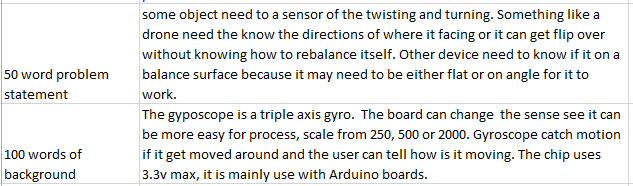 some object need to a sensor of the twisting and turning. Something like a
drone need the know the directions of where it facing or it can get flip over
without knowing how to rebalance itself. Other device need to know if it on a
50 word problem balance surface because it may need to be either flat or on angle for it to
statement work.
The gyposcope is a triple axis gyro.  The board can change  the sense see it can
be more easy for process, scale from 250, 500 or 2000. Gyroscope catch motion
100 words of if it get moved around and the user can tell how is it moving. The chip uses
background 3.3v max, it is mainly use with Arduino boards.